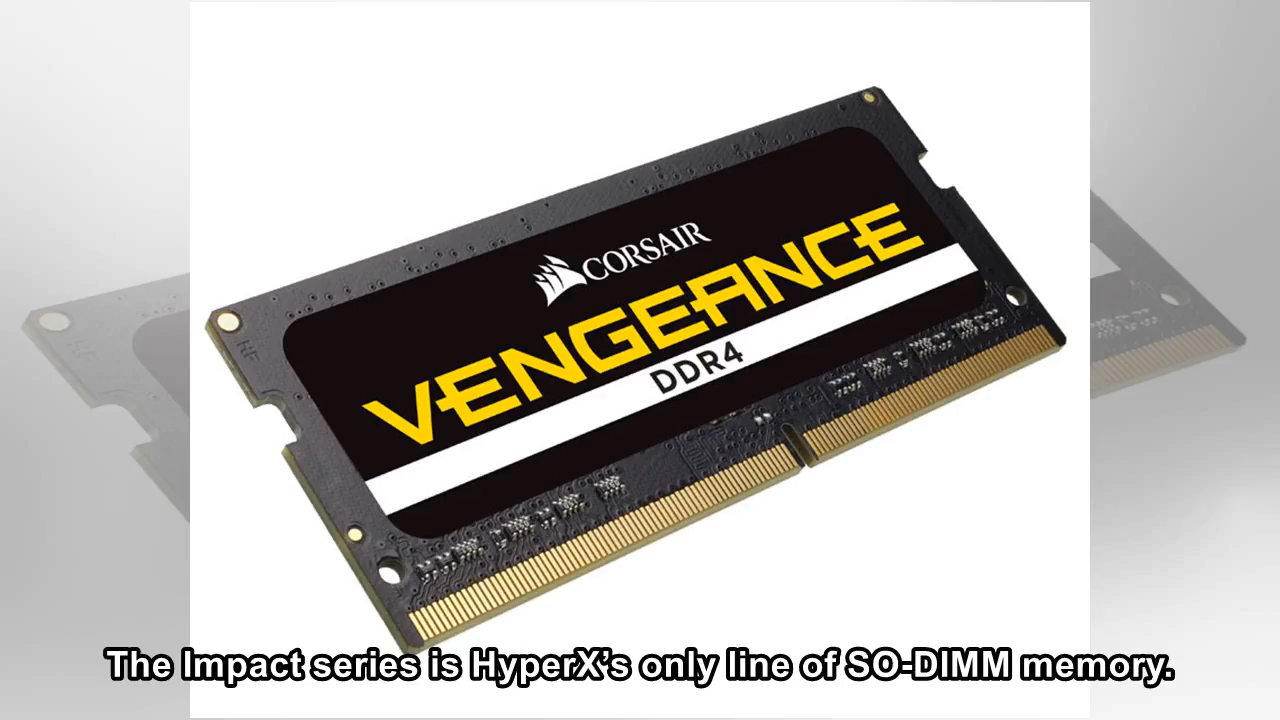 CORSAIR
VENGEANCE
DDR4
The Impact series is HyperX's only line of SO-DIMM memory.